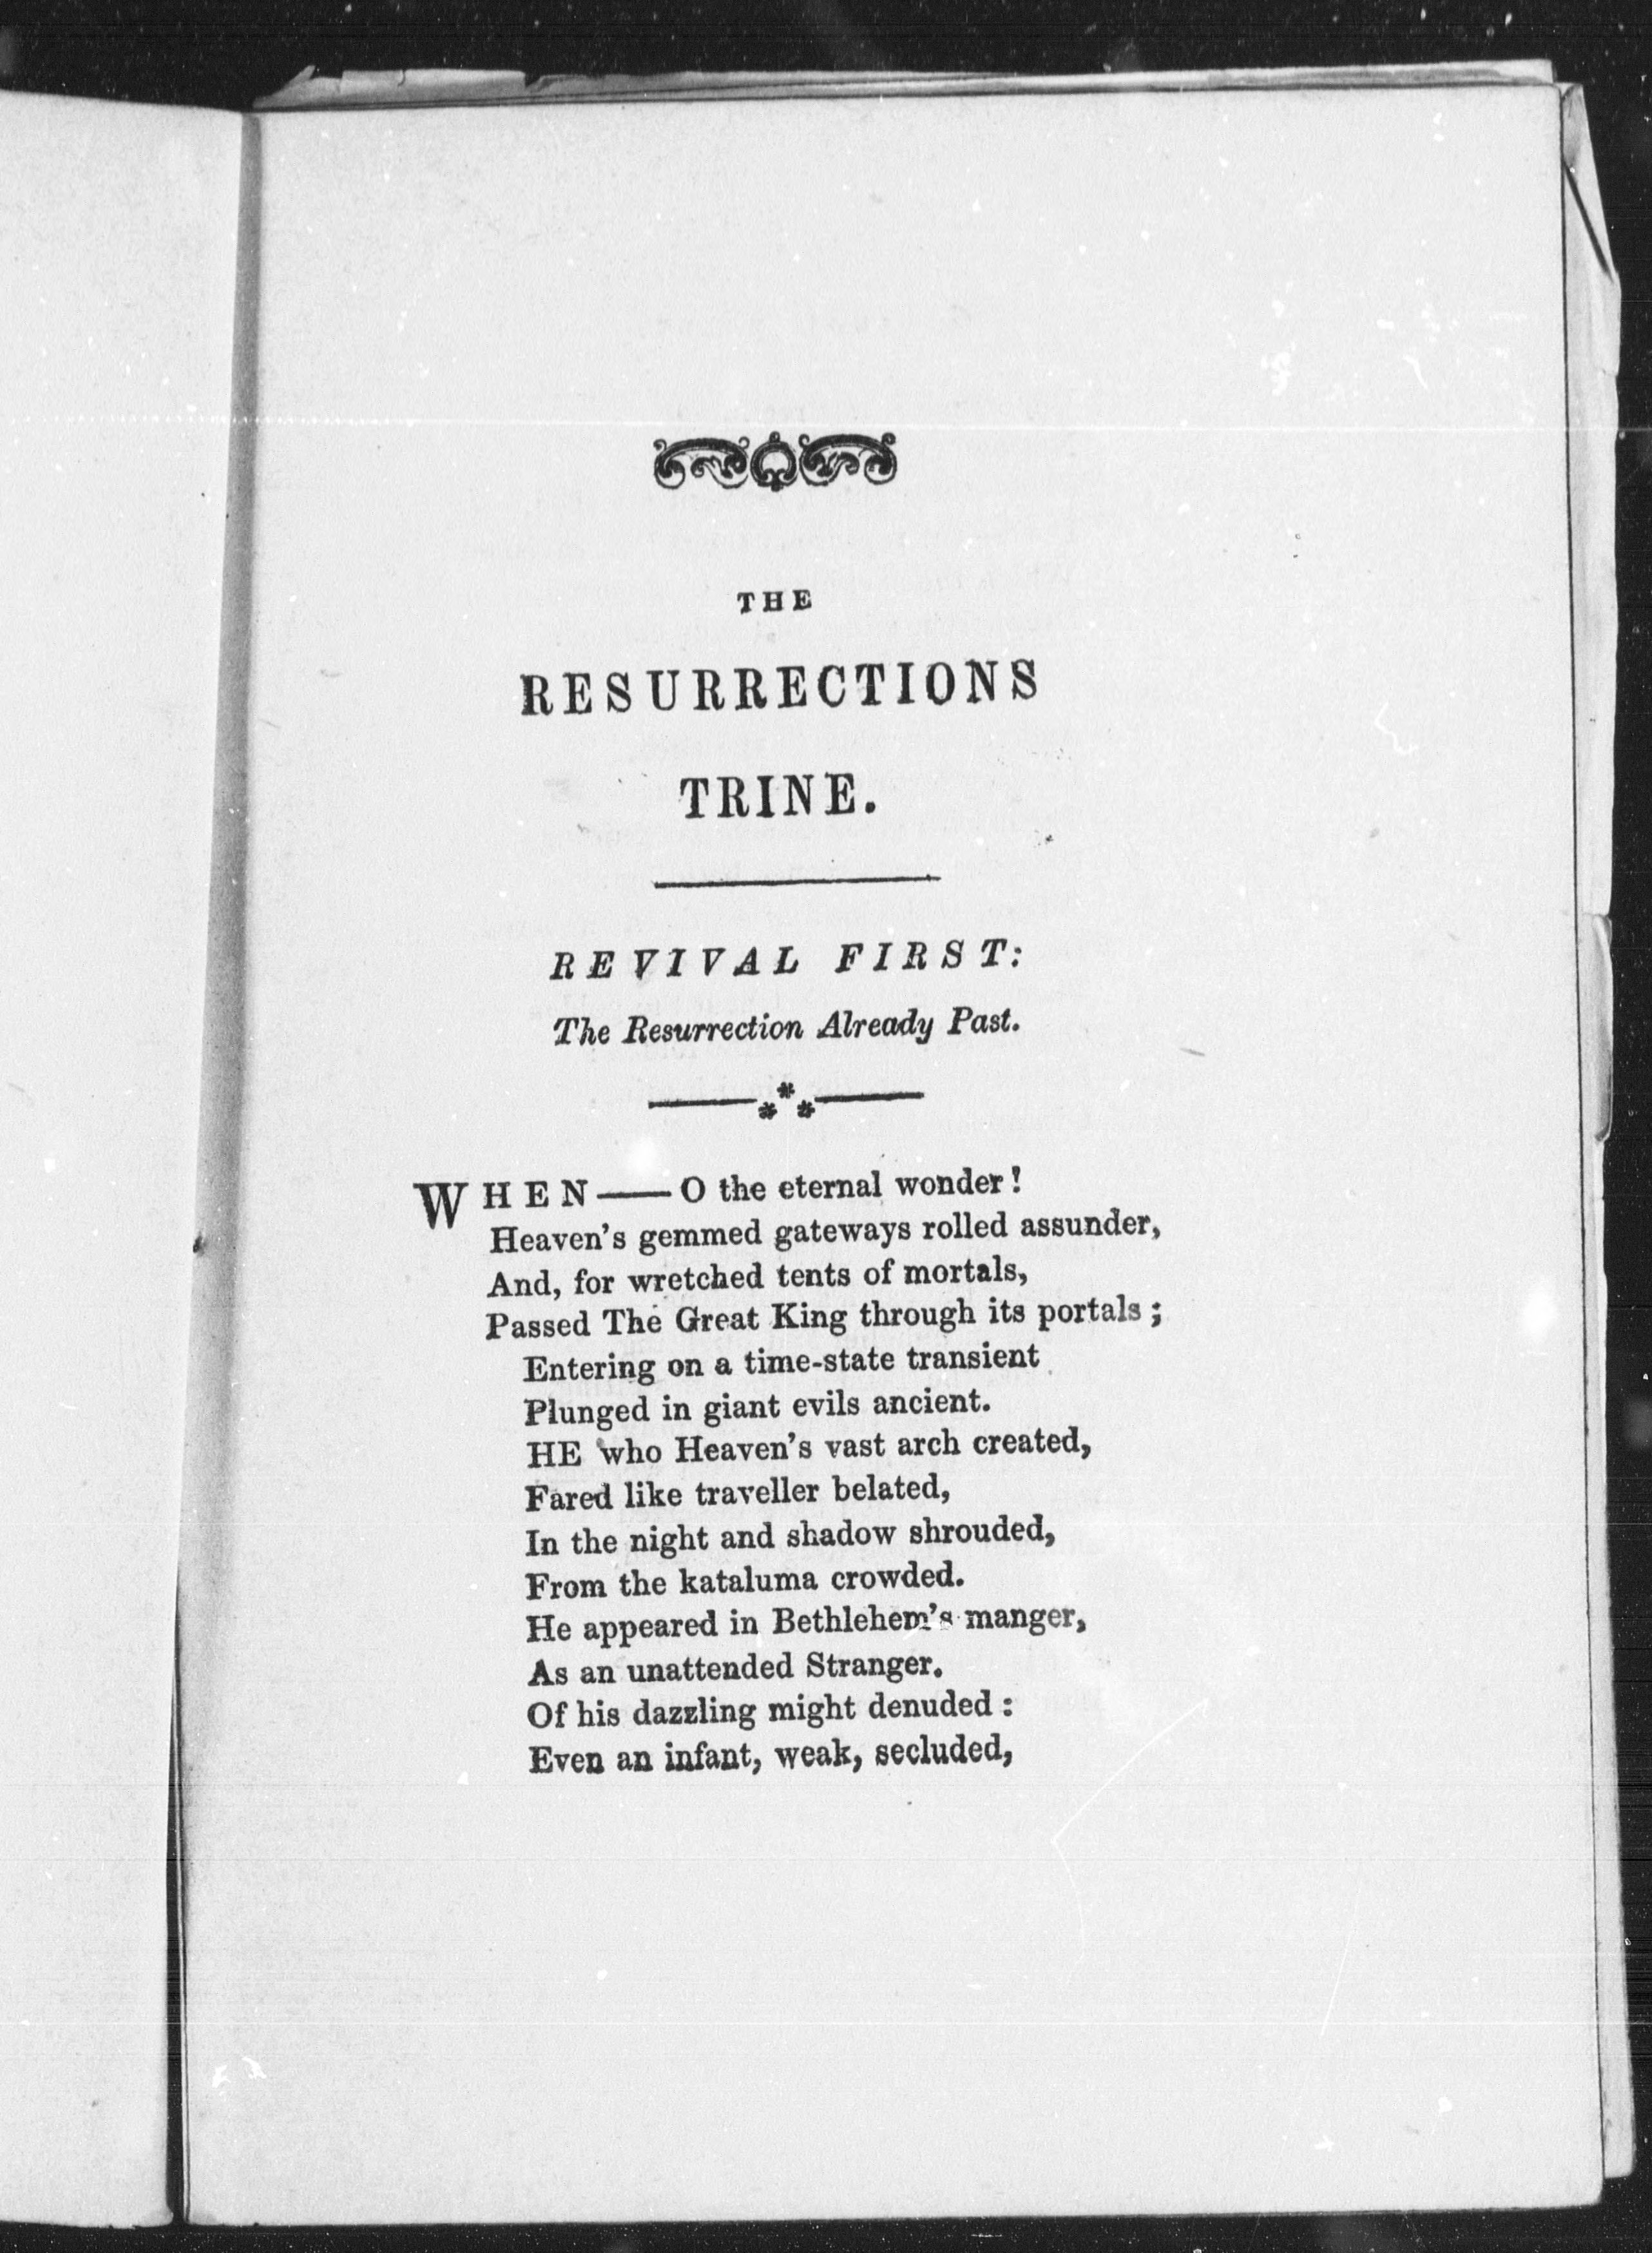 THE
RESURRECTIONS
TRINE.
REVIVAL FIRST:
The Resurrection Already Past.
WHEN——O the eternal wonder!
Heaven's gemmed gateways rolled assunder,
And, for wretched tents of mortals,
Passed The Great King through its portals;
Entering on a time-state transient
Plunged in giant evils ancient.
HE who Heaven's vast arch created,
Fared like traveller belated,
In the night and shadow shrouded,
From the kataluma crowded.
He appeared in Bethlehem's manger,
As an unattended Stranger.
Of his dazzling might denuded:
Even an infant, weak, secluded,